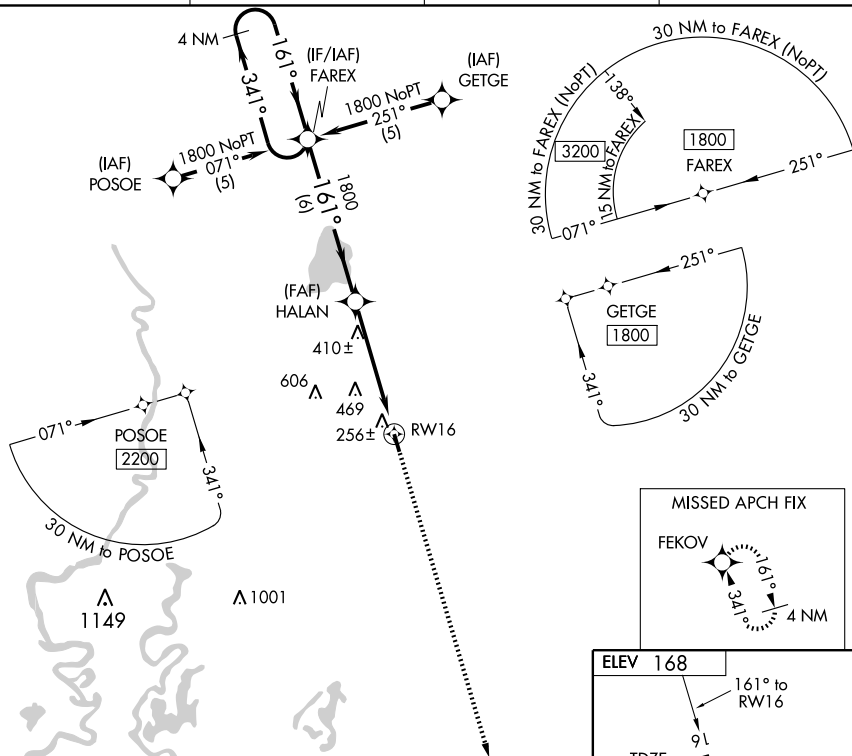 4 NM
161°
341°
(IF/IAF)
FAREX
(IAF)
GETGE
1800 NoPT
251°
(5)
(IAF)
POSOE
1800 NoPT
071°
(5)
1800
161°
(6)
(FAF)
HALAN
410±
606
469
256±
RW16
1149
1001
30 NM to FAREX (NoPT)
30 NM to FAREX (NoPT)
138°
15 NM to FAREX
3200
1800
FAREX
251°
071°
251°
GETGE
1800
341°
30 NM to GETGE
071°
POSOE
2200
341°
30 NM to POSOE
MISSED APCH FIX
FEKOV
161°
341°
4 NM
ELEV 168
161° to
RW16
16
TDZE